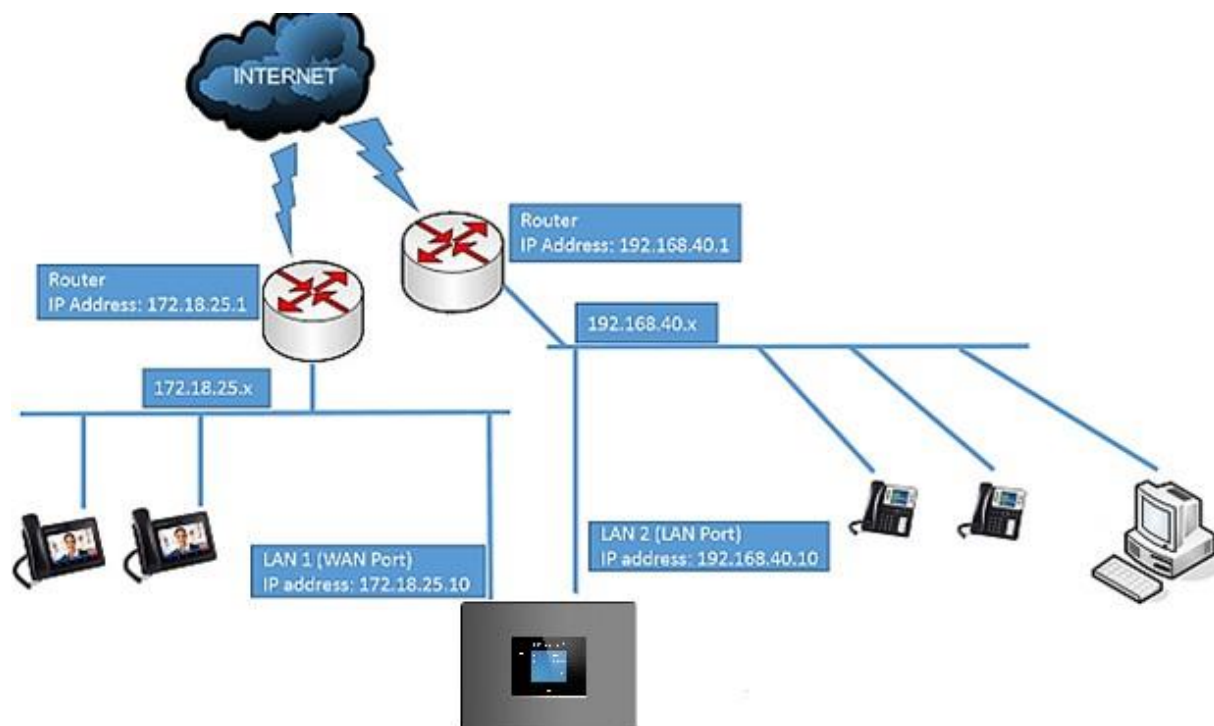 INTERNET
Router
IP Address: 192.168.40.1
Router
IP Address: 172.18.25.1
192.168.40.x
172.18.25.x
LAN 1 (WAN Port)
IP address: 172.18.25.10
LAN 2 (LAN Port)
IP address: 192.168.40.10